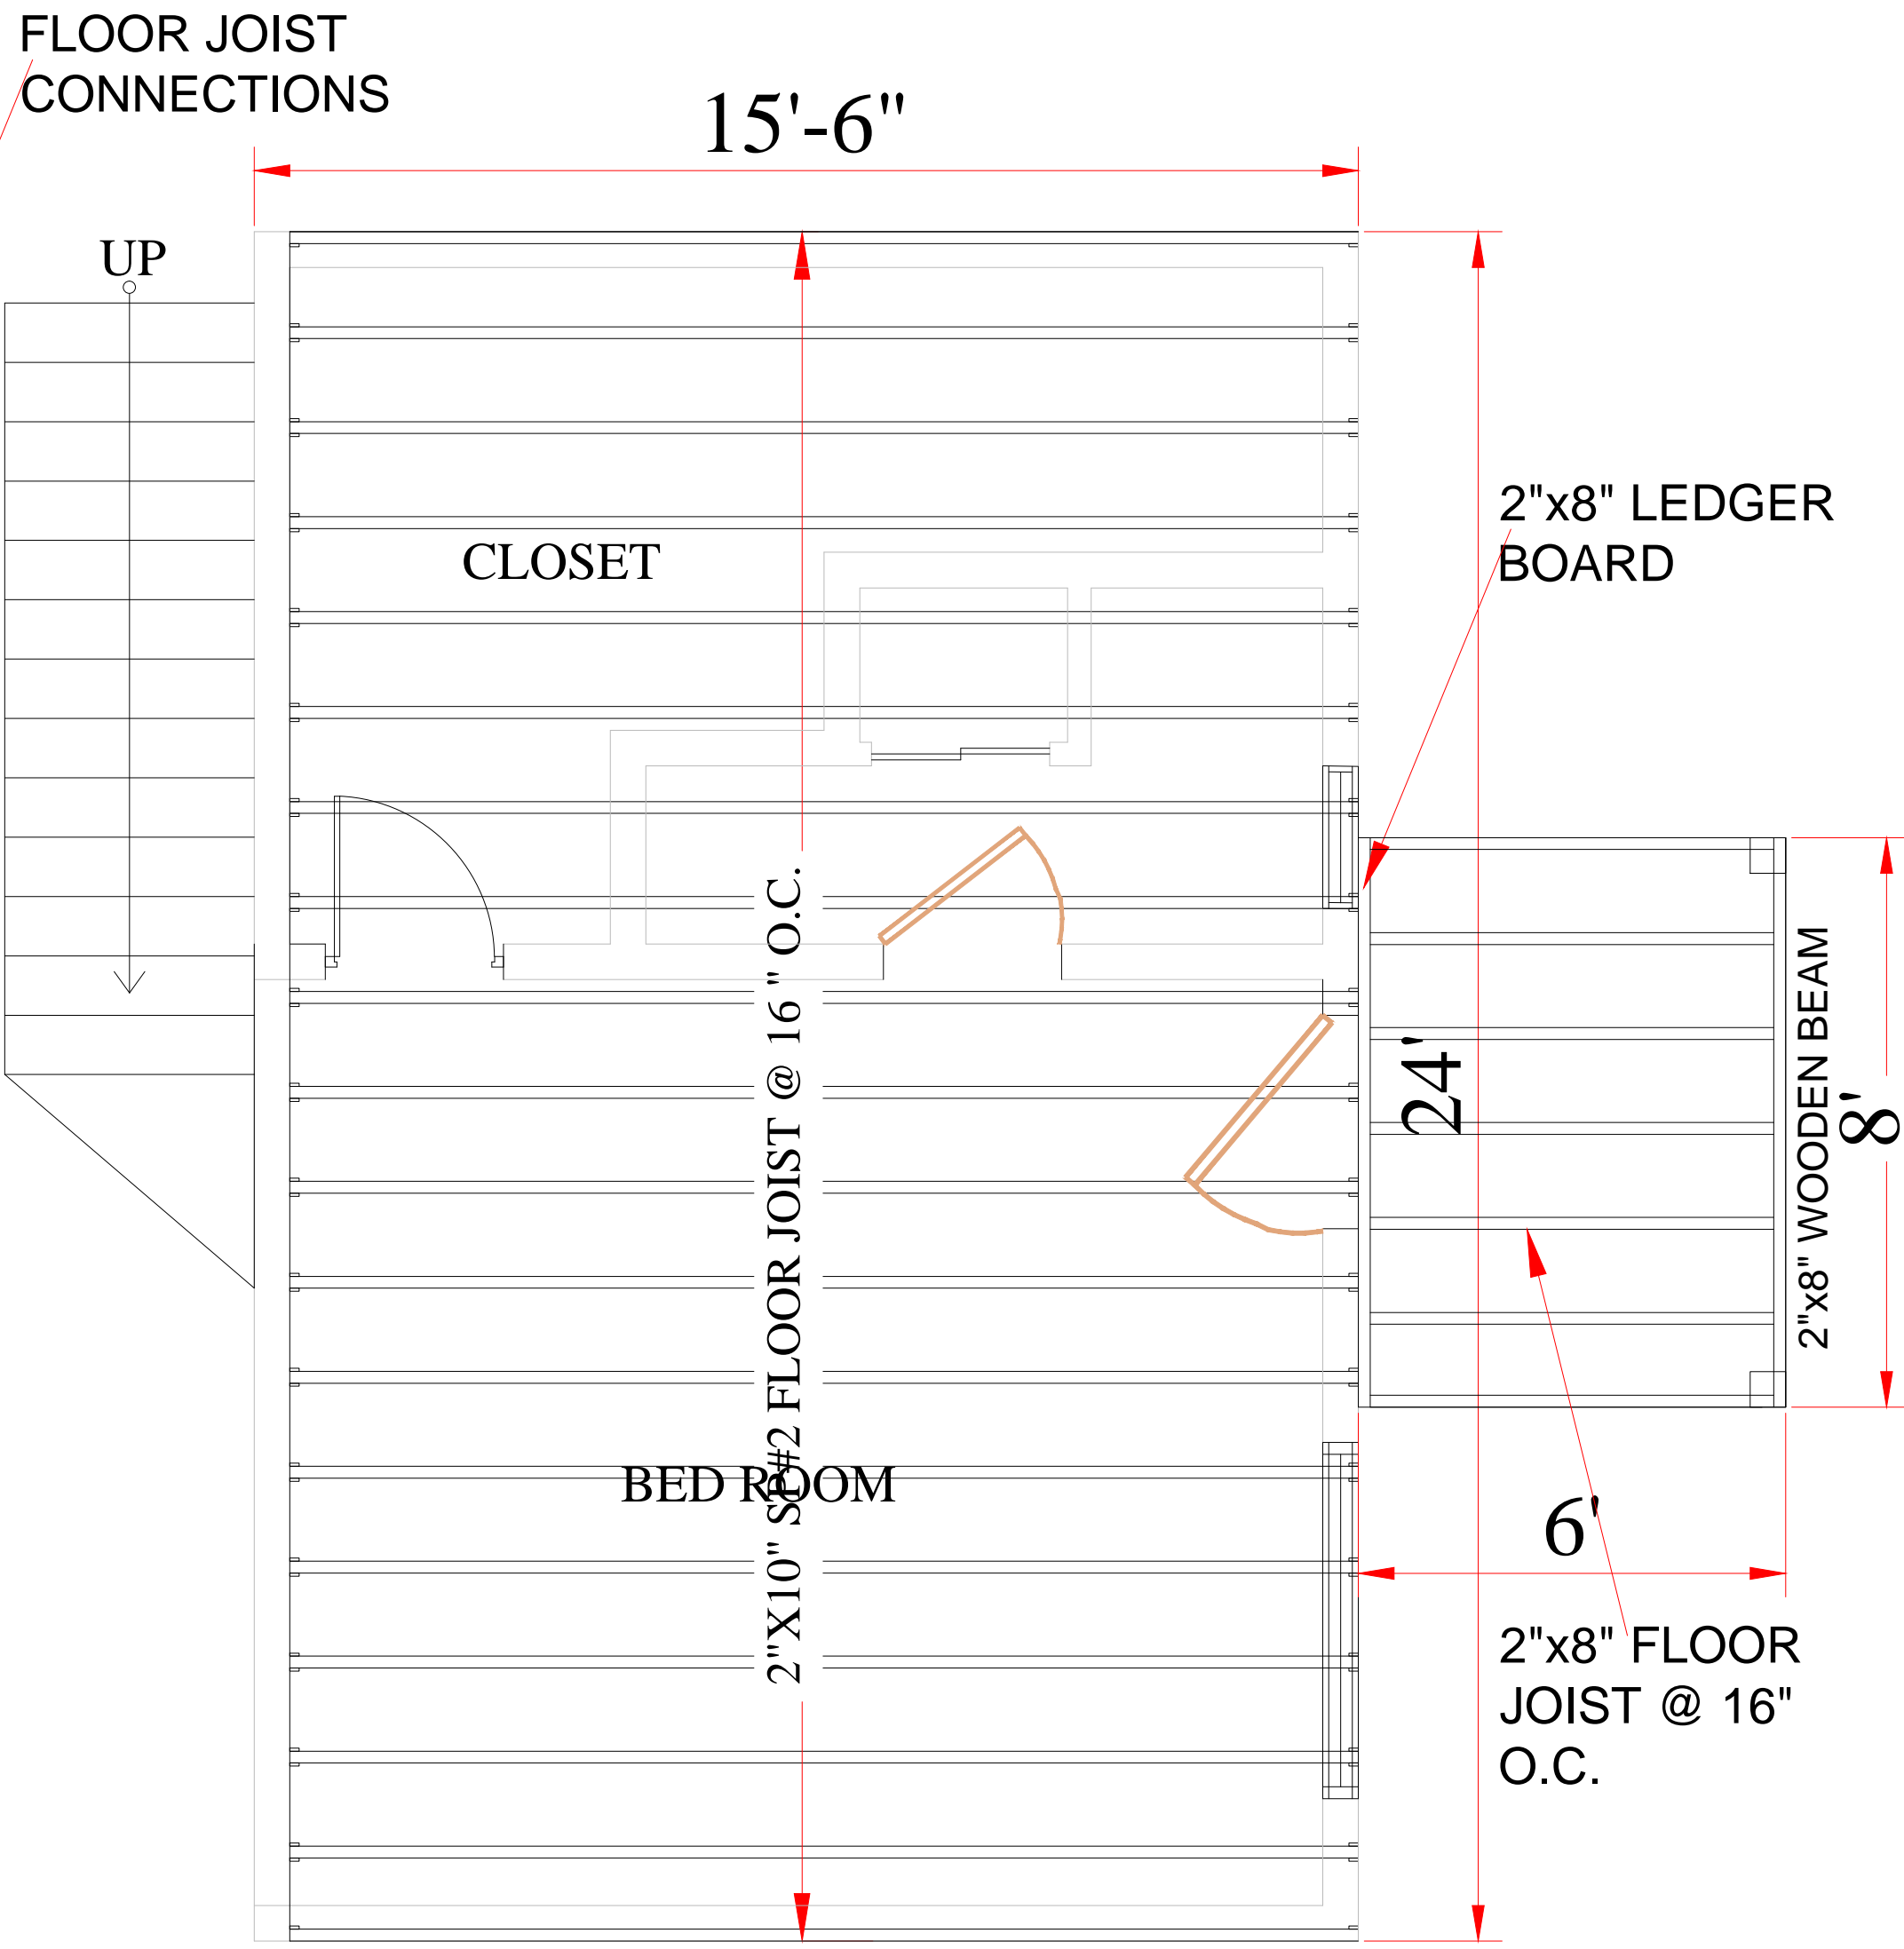 FLOOR JOIST
CONNECTIONS
15'-6"
UP
2"x8" LEDGER
BOARD
CLOSET
2"X10" SP#2 FLOOR JOIST @ 16 " O.C.
24'
2"x8" WOODEN BEAM
8'
BED ROOM
6'
2"x8" FLOOR
JOIST @ 16"
O.C.